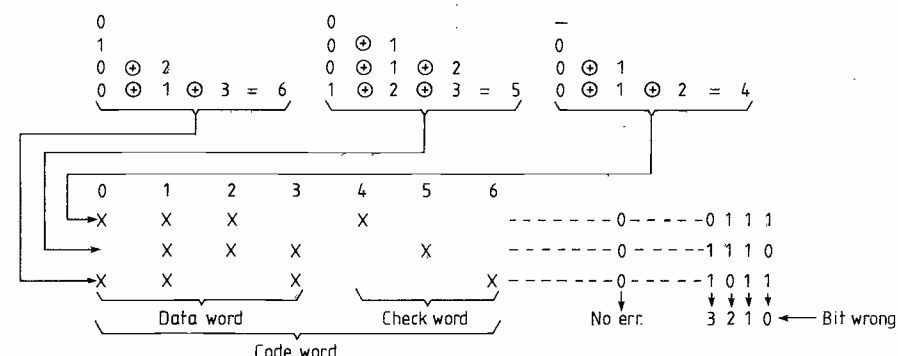 0 0 —
1 0 ⊕ 1 0
0 ⊕ 2 0 ⊕ 1 ⊕ 2 0 ⊕ 1
0 ⊕ 1 ⊕ 3 = 6 1 ⊕ 2 ⊕ 3 = 5 0 ⊕ 1 ⊕ 2 = 4
0 1 2 3 4 5 6
X X X X 0 0 1 1 1
X X X X 0 1 1 1 0
X X X X 0 1 0 1 1
Data word Check word No err. 3 2 1 0 Bit wrong
Code word